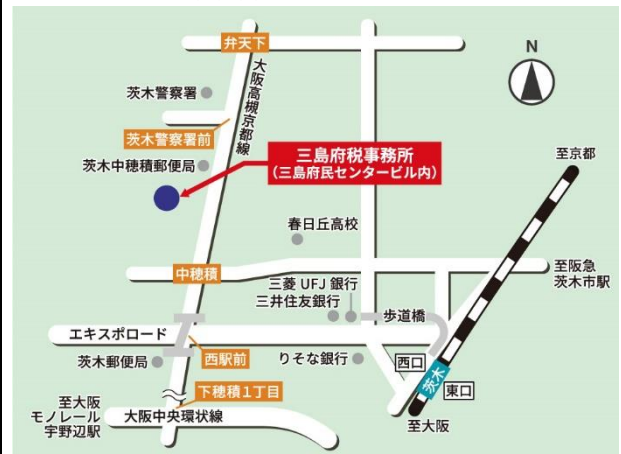 弁天下
N
大阪高槻京都線
茨木警察署
茨木警察署前
三島府税事務所
(三島府民センタービル内)
至京都
茨木中穂積郵便局
春日丘高校
中穂積
至阪急
茨木市駅
三菱 UFJ 銀行
三井住友銀行
歩道橋
エキスポロード
茨木郵便局
西駅前
りそな銀行
西口
茨木
東口
下穂積1丁目
至大阪
モノレール
宇野辺駅
大阪中央環状線
至大阪